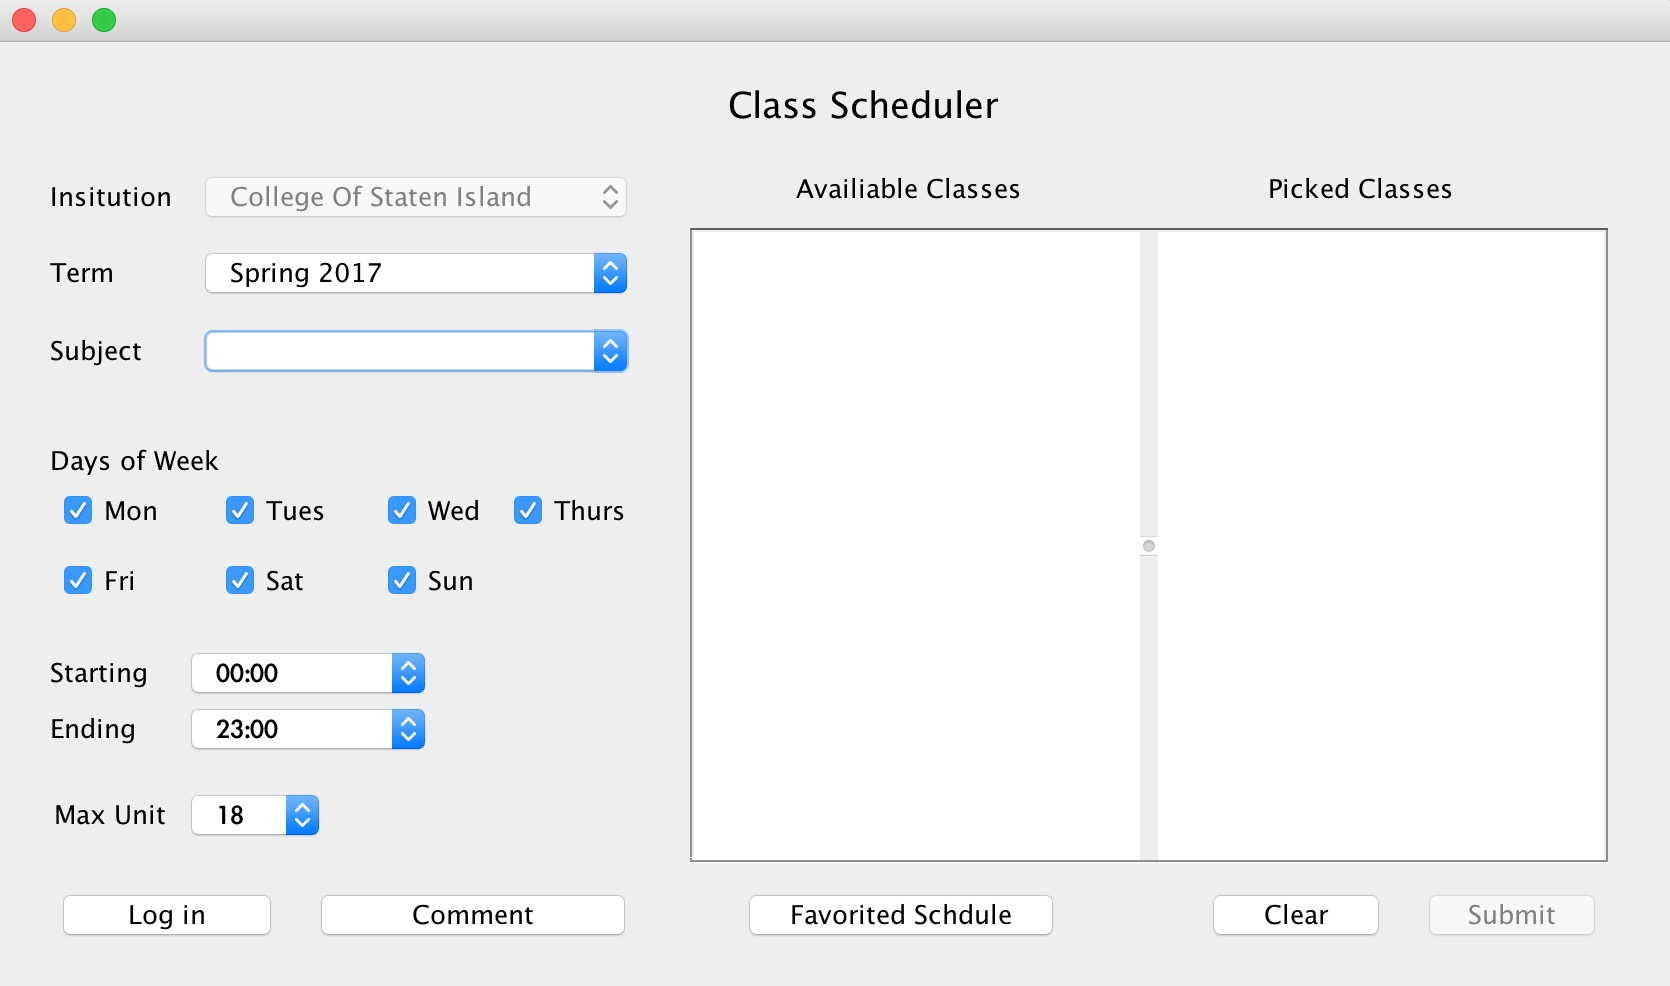 Class Scheduler
Insitution College Of Staten Island
Term Spring 2017
Subject
Days of Week
Mon Tues Wed Thurs
Fri Sat Sun
Starting 00:00
Ending 23:00
Max Unit 18
Log in Comment
Availiable Classes Picked Classes
Favorited Schdule Clear Submit